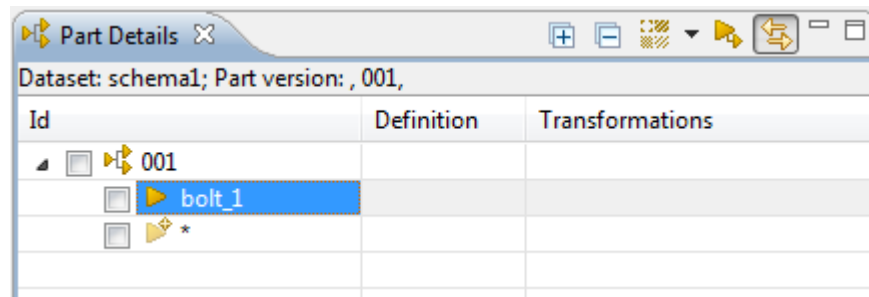 Part Details
Dataset: schema1; Part version: , 001,
Id Definition Transformations
001
bolt_1
*